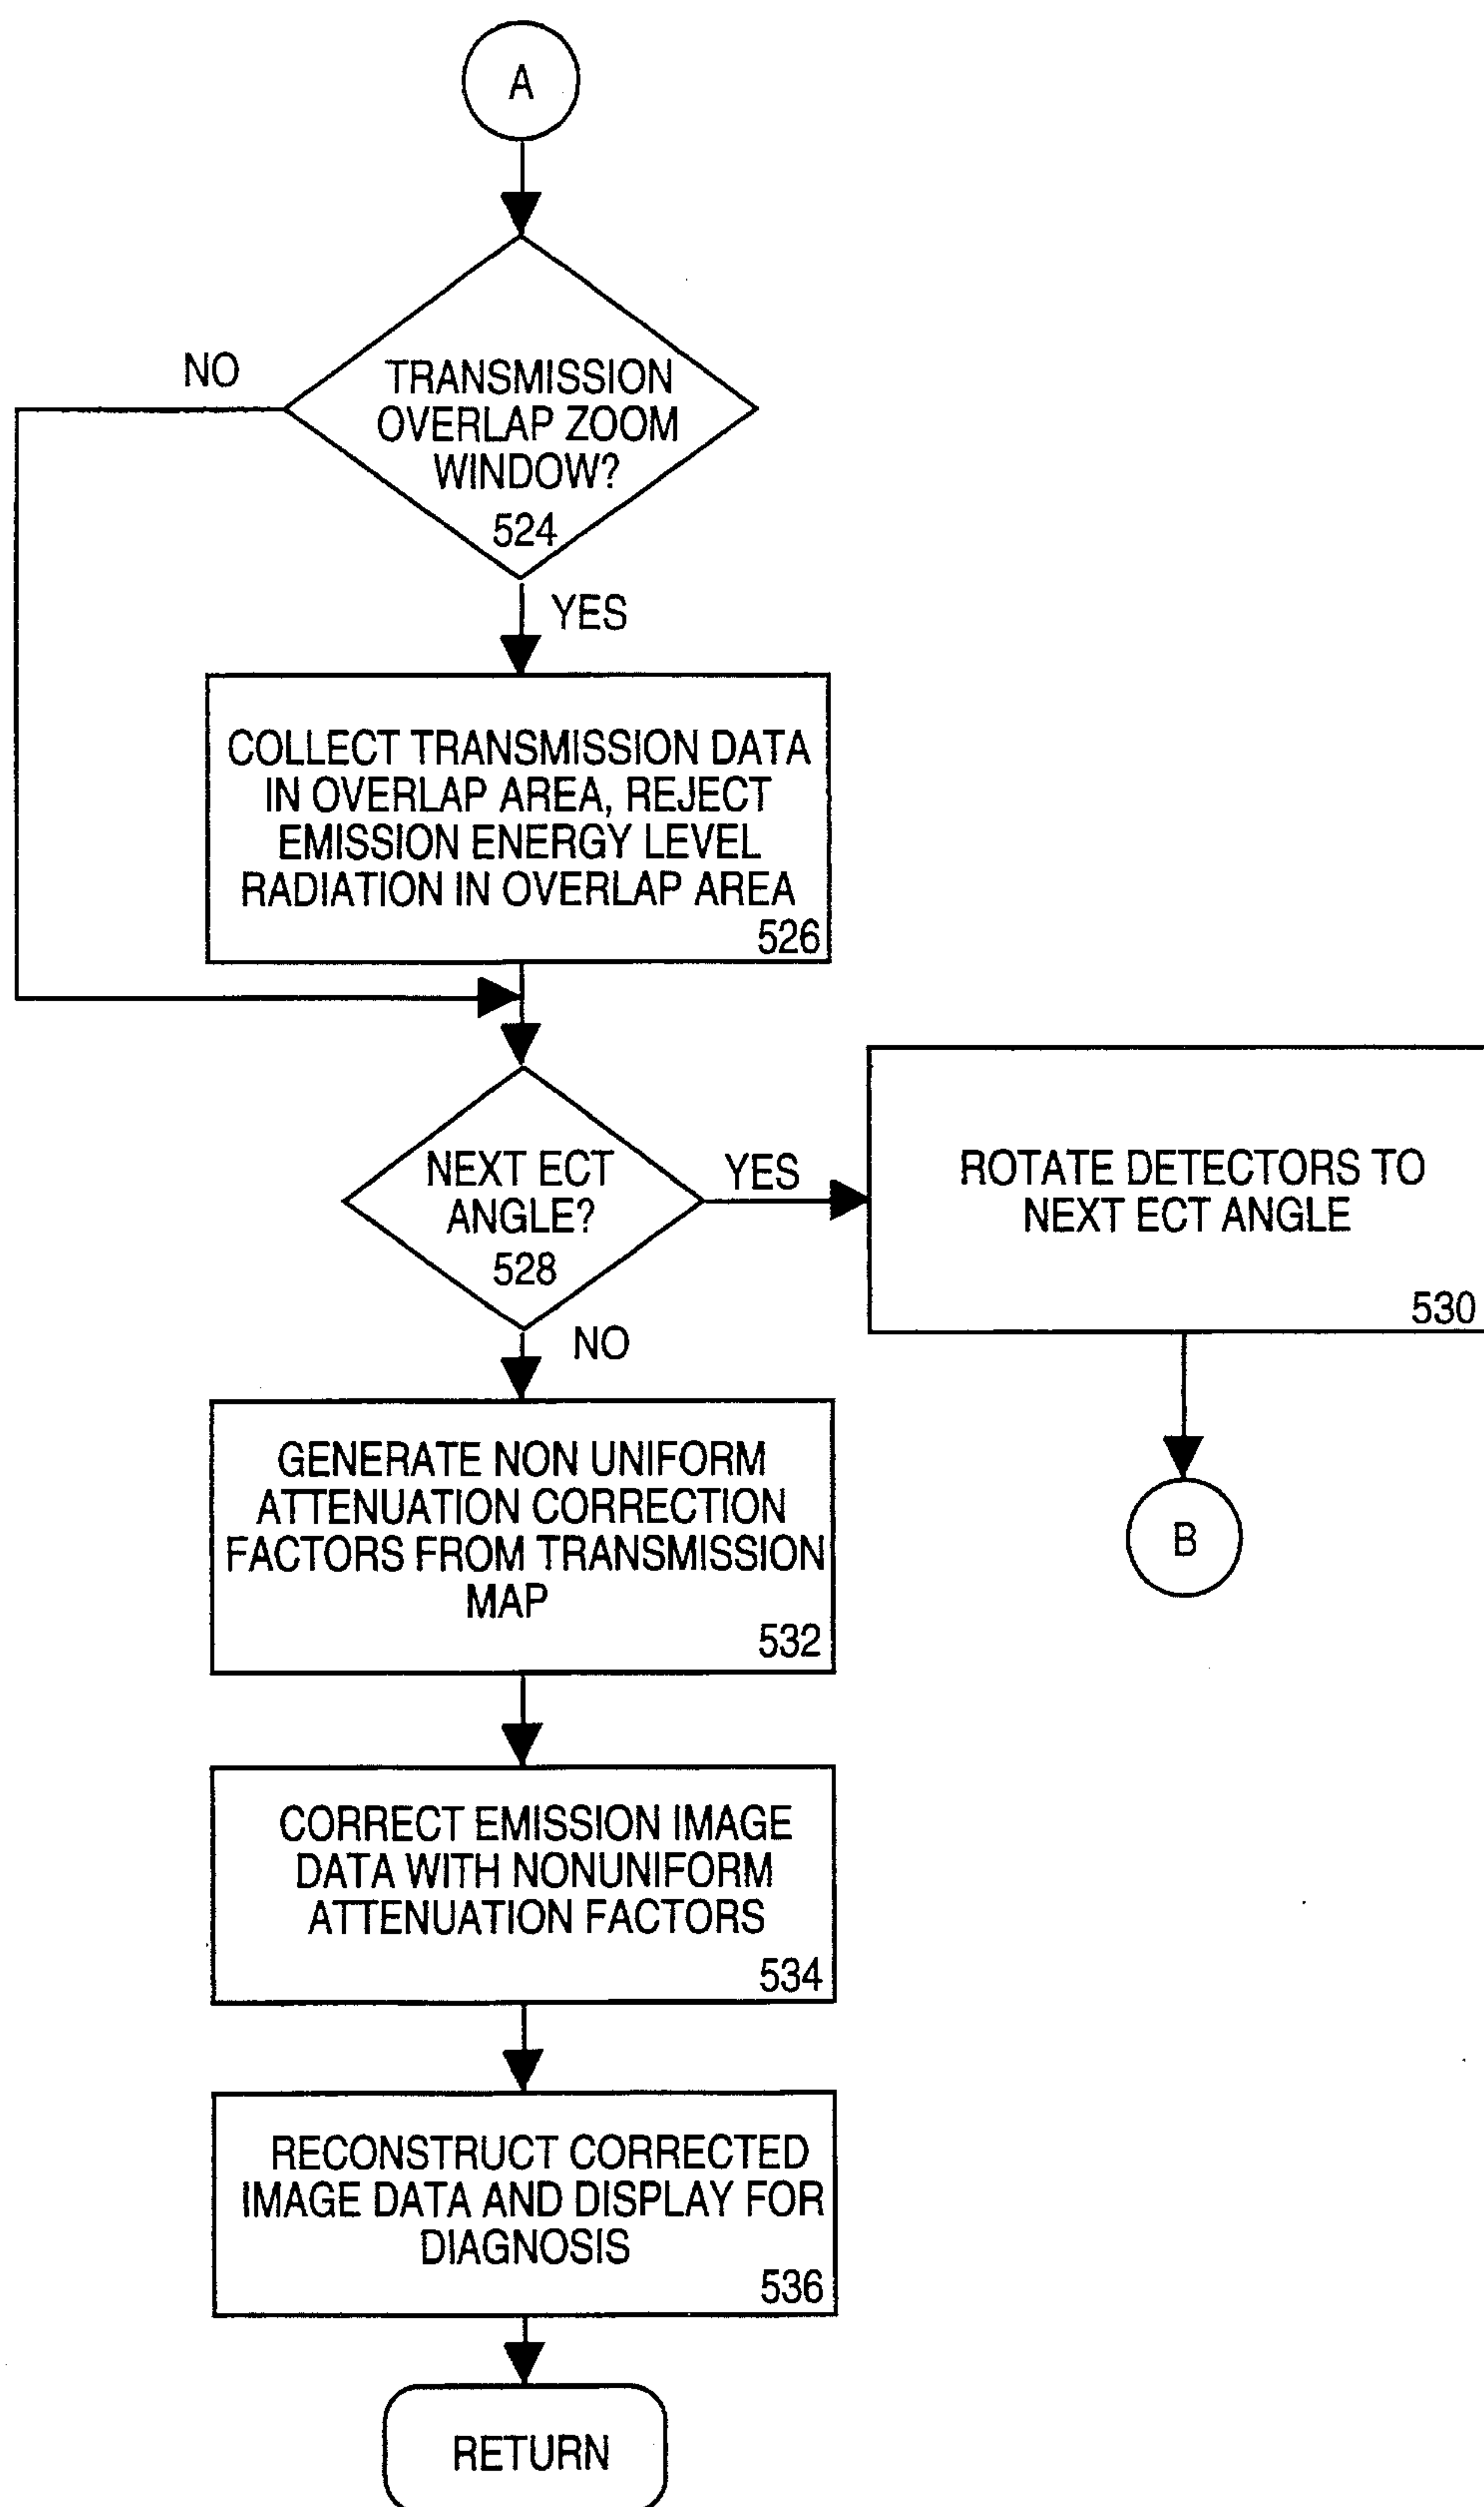 A
NO
TRANSMISSION
OVERLAP ZOOM
WINDOW?
524
YES
COLLECT TRANSMISSION DATA
IN OVERLAP AREA, REJECT
EMISSION ENERGY LEVEL
RADIATION IN OVERLAP AREA
526
NEXT ECT
ANGLE?
528
YES
ROTATE DETECTORS TO
NEXT ECT ANGLE
530
B
NO
GENERATE NON UNIFORM
ATTENUATION CORRECTION
FACTORS FROM TRANSMISSION
MAP
532
CORRECT EMISSION IMAGE
DATA WITH NONUNIFORM
ATTENUATION FACTORS
534
RECONSTRUCT CORRECTED
IMAGE DATA AND DISPLAY FOR
DIAGNOSIS
536
RETURN